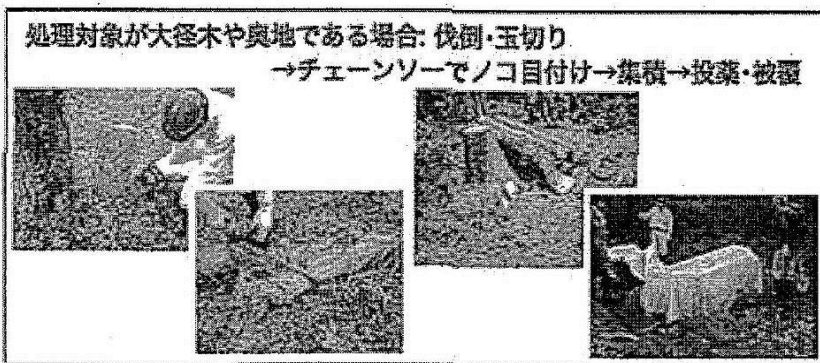 処理対象が大径木や奥地である場合: 伐倒・玉切り
→チェーンソーでノコ目付け→集積→投薬・被覆